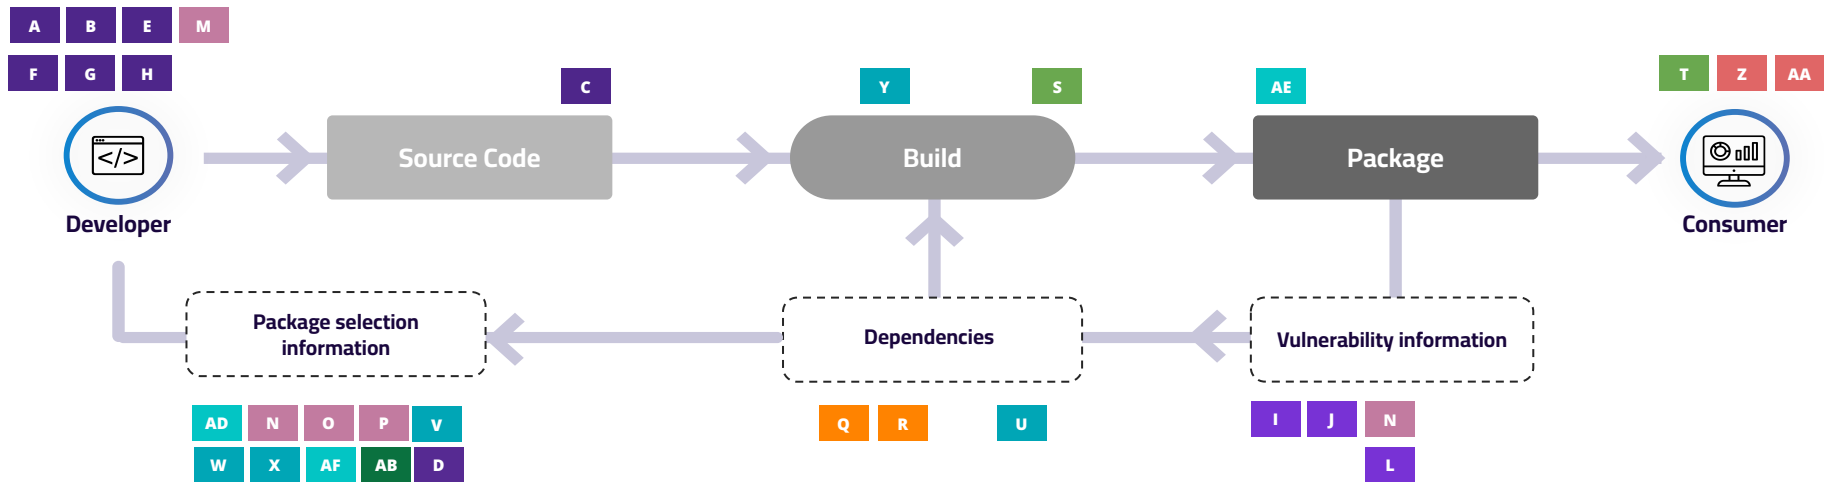 A B E M
F G H
C
Y
S
AE
T Z AA
</>
Source Code
Build
Package
Developer
Consumer
Package selection
information
Dependencies
Vulnerability information
AD N O P V
W X AF AB D
Q R U
I J N
L